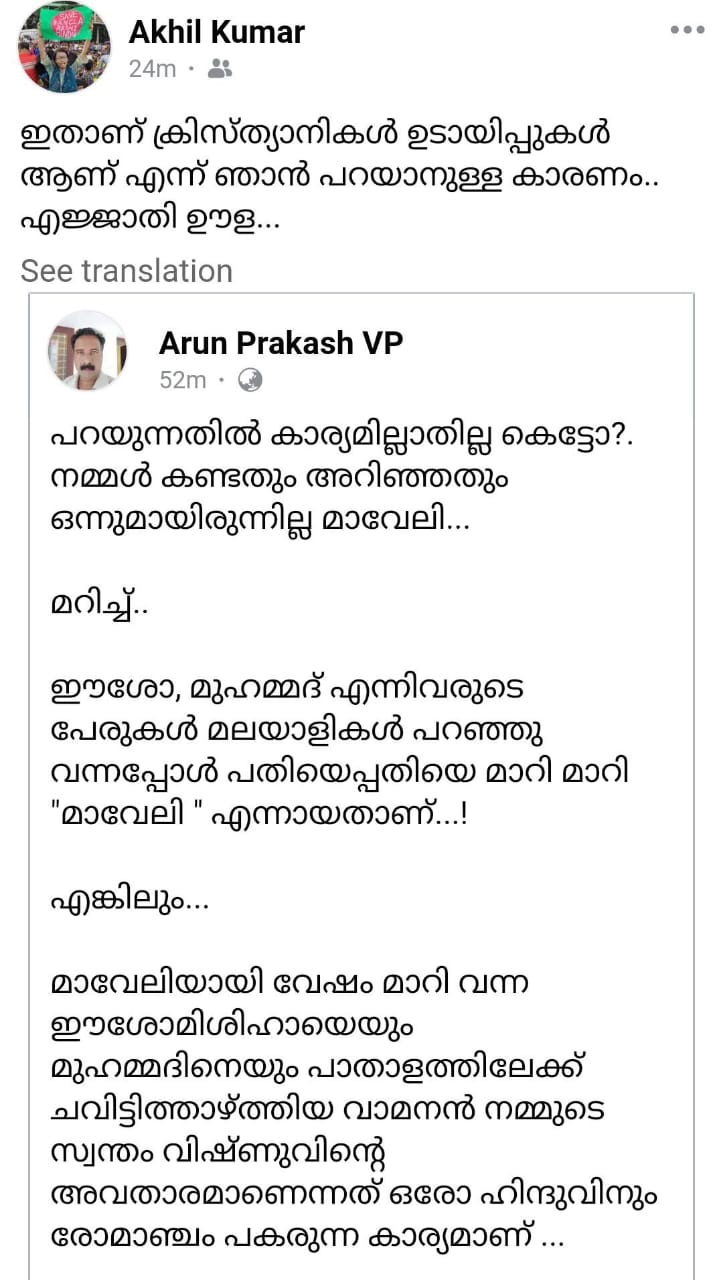 Akhil Kumar
24m
ഇതാണ് ക്രിസ്ത്യാനികൾ ഉടായിപ്പുകൾ
ആണ് എന്ന് ഞാൻ പറയാനുള്ള കാരണം..
എജ്ജാതി ഊള...
See translation
Arun Prakash VP
52m
പറയുന്നതിൽ കാര്യമില്ലാതില്ല കെട്ടോ?.
നമ്മൾ കണ്ടതും അറിഞ്ഞതും
ഒന്നുമായിരുന്നില്ല മാവേലി...
മറിച്ച്..
ഈശോ, മുഹമ്മദ് എന്നിവരുടെ
പേരുകൾ മലയാളികൾ പറഞ്ഞു
വന്നപ്പോൾ പതിയെപ്പതിയെ മാറി മാറി
"മാവേലി " എന്നായതാണ്...!
എങ്കിലും...
മാവേലിയായി വേഷം മാറി വന്ന
ഈശോമിശിഹായെയും
മുഹമ്മദിനെയും പാതാളത്തിലേക്ക്
ചവിട്ടിത്താഴ്ത്തിയ വാമനൻ നമ്മുടെ
സ്വന്തം വിഷ്ണുവിന്റെ
അവതാരമാണെന്നത് ഒരോ ഹിന്ദുവിനും
രോമാഞ്ചം പകരുന്ന കാര്യമാണ് ...